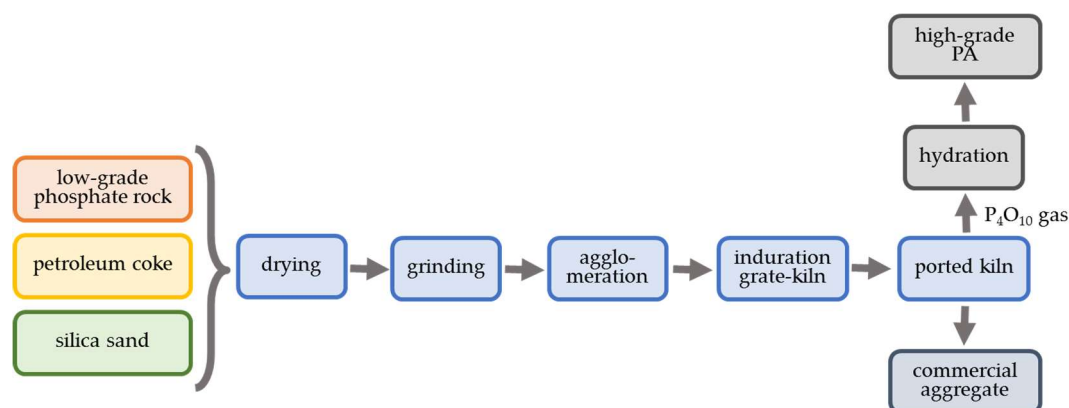 high-grade
PA
hydration
P₄O₁₀ gas
low-grade
phosphate rock
petroleum coke
silica sand
drying
grinding
agglo-
meration
induration
grate-kiln
ported kiln
commercial
aggregate